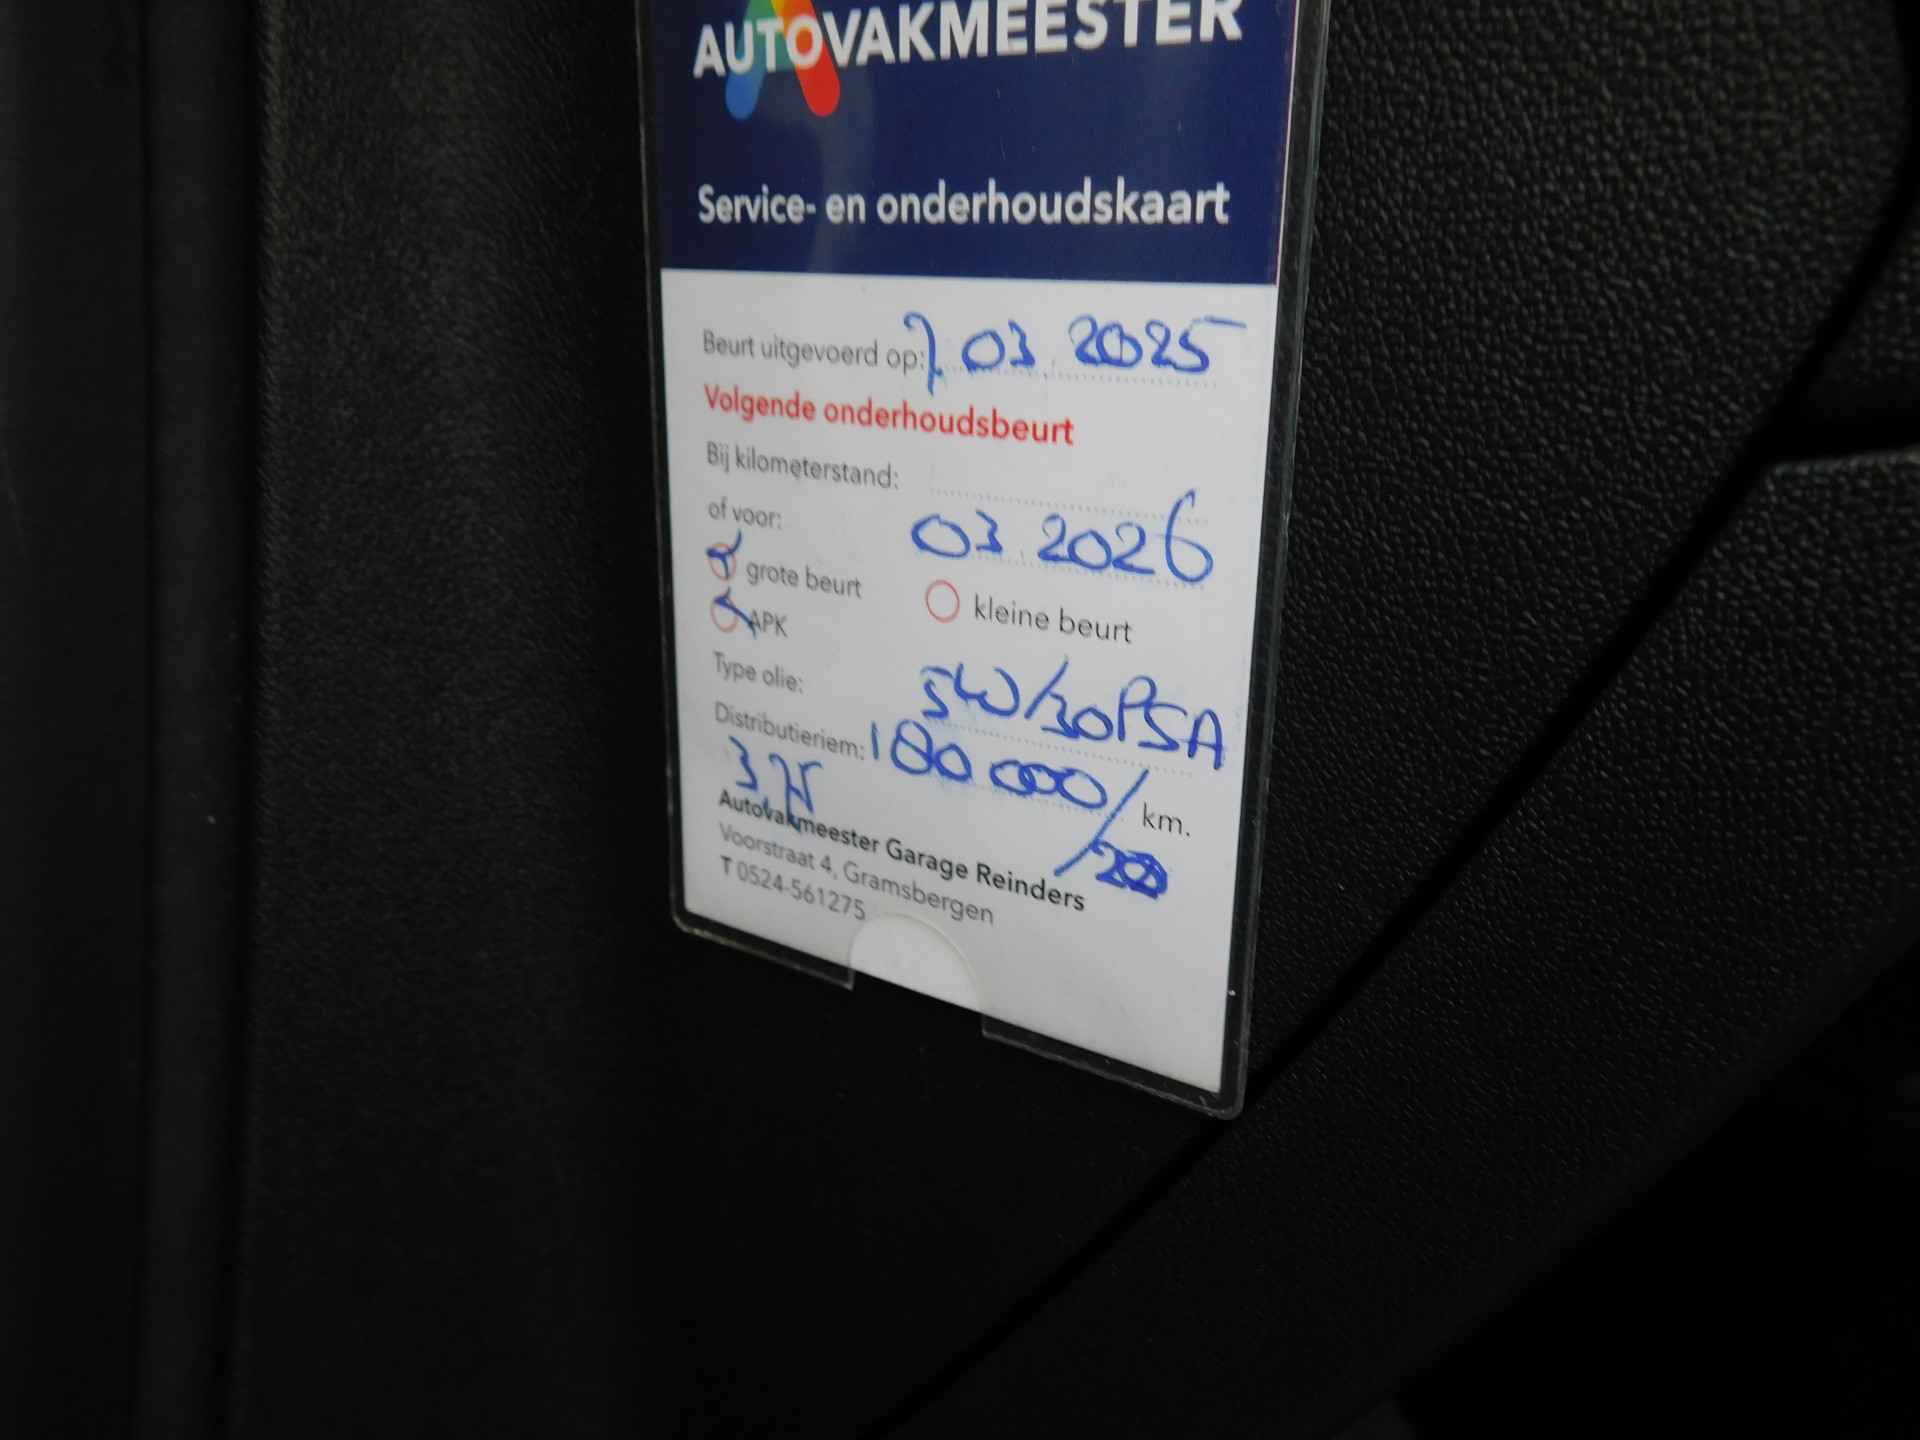 AUTOVAKMEESTER
Service- en onderhoudskaart
Beurt uitgevoerd op: 7.03.2025
Volgende onderhoudsbeurt
Bij kilometerstand:
of voor: 03.2026
grote beurt kleine beurt
APK
Type olie: 5W/30PSA
Distributieriem: 180.000/ km.
3,75
Autovakmeester Garage Reinders
Voorstraat 4, Gramsbergen
T 0524-561275